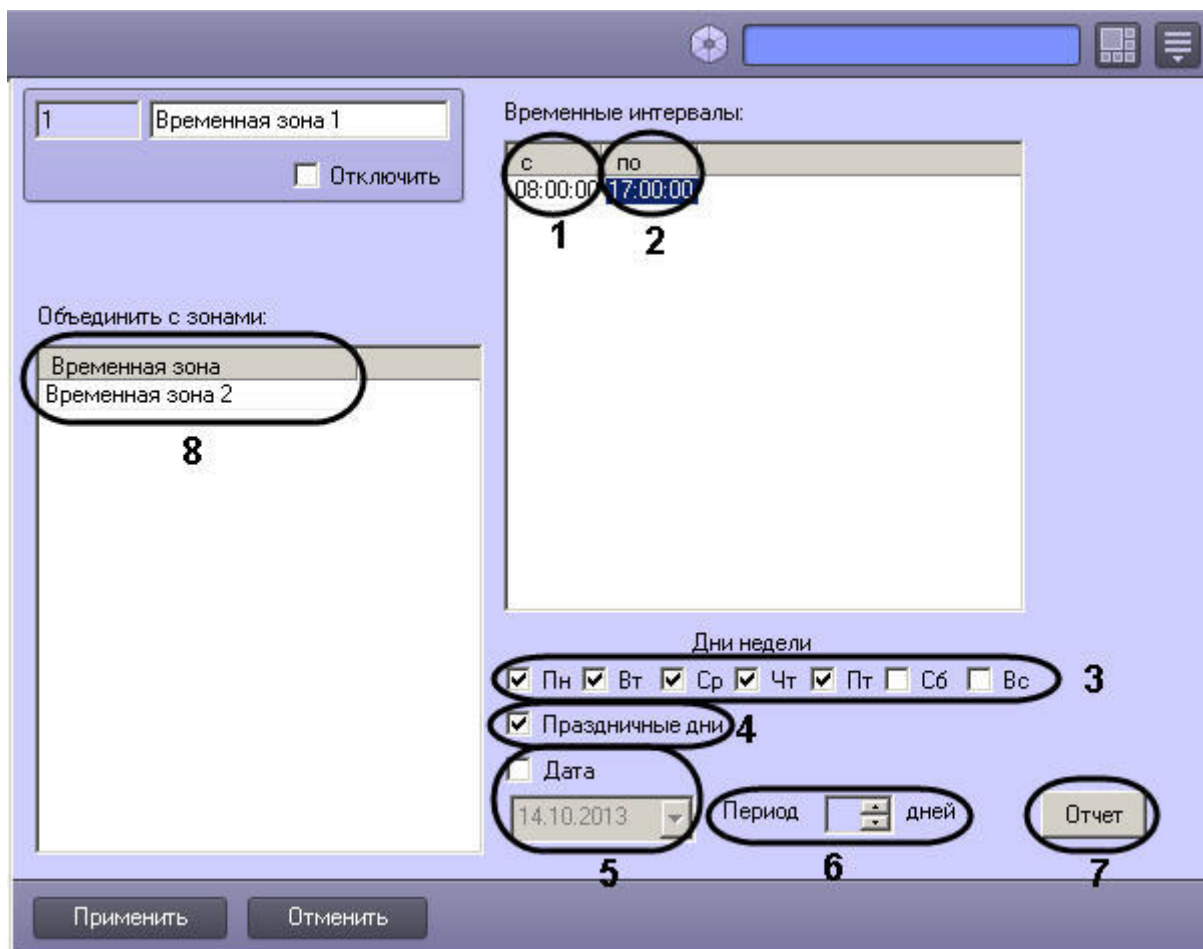 1
Временная зона 1
Отключить
Объединить с зонами:
Временная зона
Временная зона 2
8
Временные интервалы:
с по
08:00:00 17:00:00
1 2
Дни недели
Пн Вт Ср Чт Пт Сб Вс 3
Праздничные дни 4
Дата
14.10.2013 Период дней Отчет
5 6 7
Применить Отменить